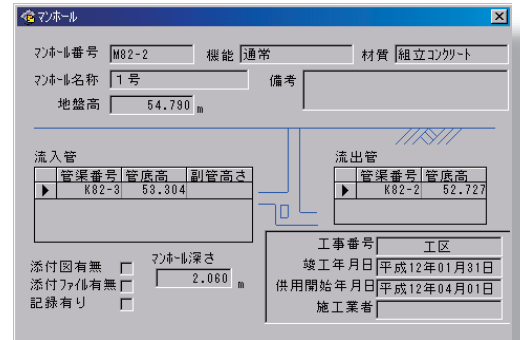 マンホール
マンホール番号 M82-2 機能 通常 材質 組立コンクリート
マンホール名称 1号 備考
地盤高 54.790 m
流入管
管渠番号 管底高 副管高さ
K82-3 53.304
流出管
管渠番号 管底高
K82-2 52.727
添付図有無
添付ファイル有無
記録有り
マンホール深さ
2.060 m
工事番号 工区
竣工年月日 平成12年01月31日
供用開始年月日 平成12年04月01日
施工業者